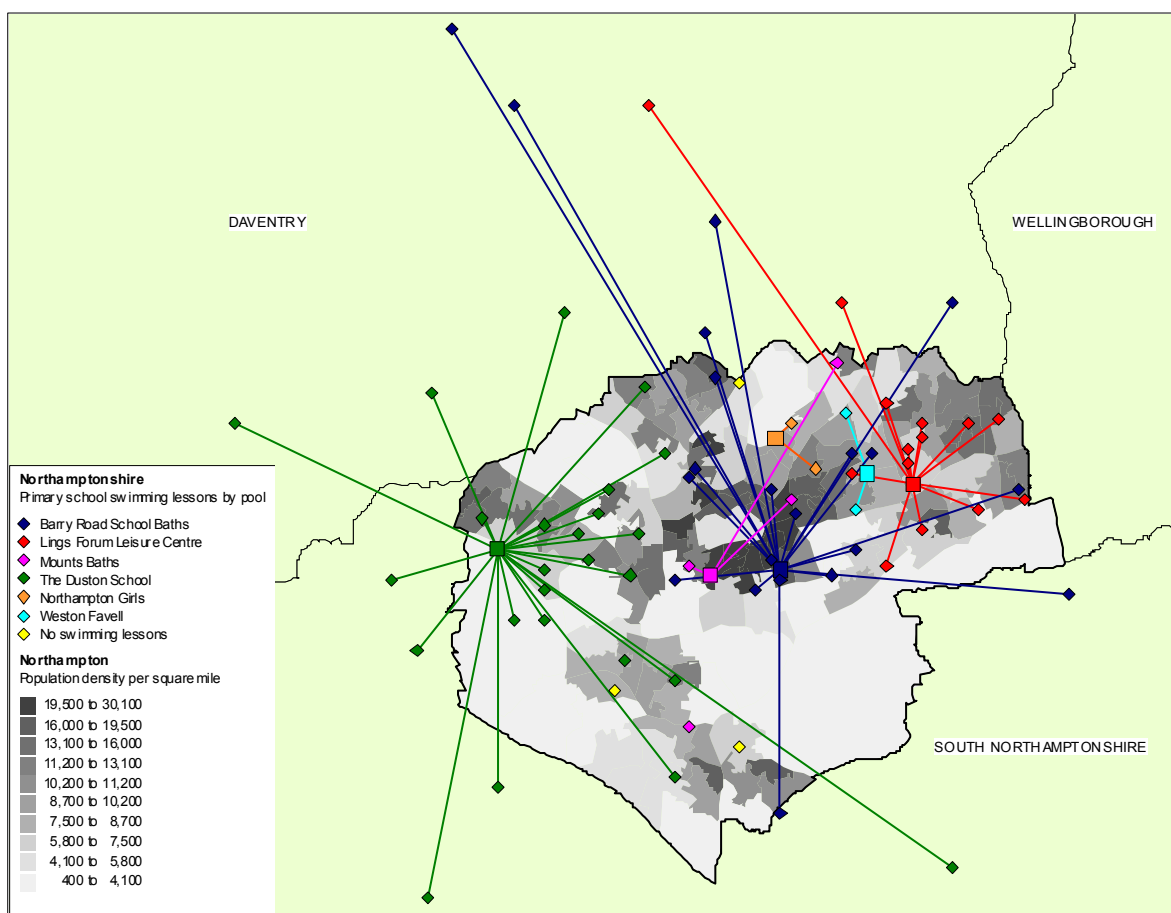 DAVENTRY
WELLINGBOROUGH
Northamptonshire
Primary school swimming lessons by pool
Barry Road School Baths
Lings Forum Leisure Centre
Mounts Baths
The Duston School
Northampton Girls
Weston Favell
No swimming lessons
Northampton
Population density per square mile
19,500 to 30,100
16,000 to 19,500
13,100 to 16,000
11,200 to 13,100
10,200 to 11,200
8,700 to 10,200
7,500 to 8,700
5,800 to 7,500
4,100 to 5,800
400 to 4,100
SOUTH NORTHAMPTONSHIRE